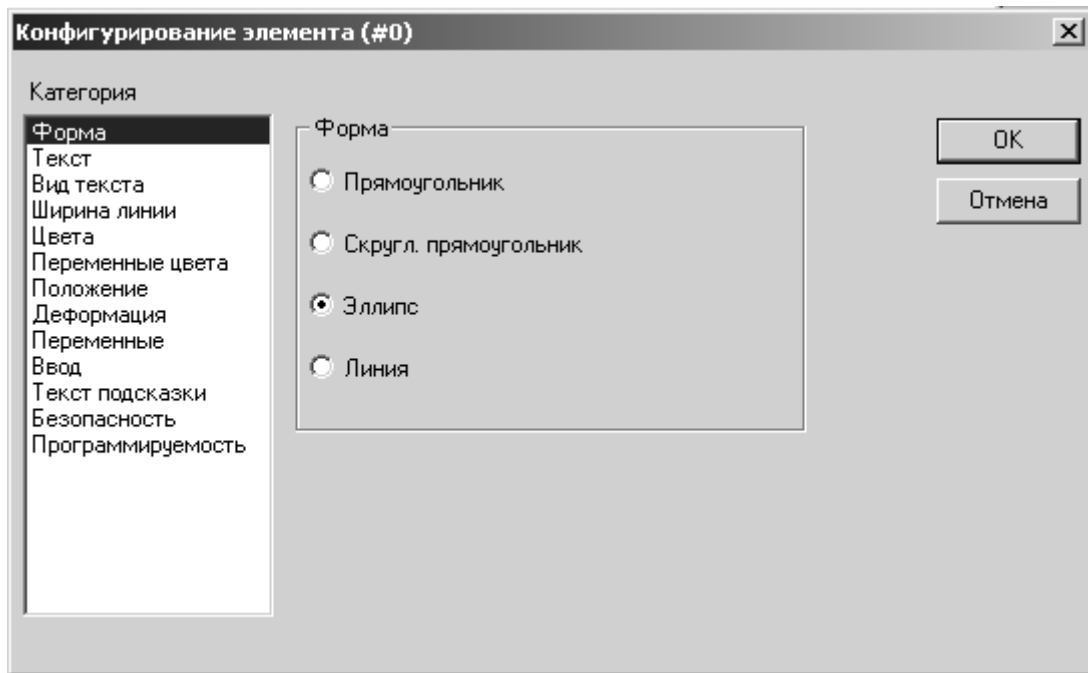 Конфигурирование элемента (#0)
Категория
Форма
Текст
Вид текста
Ширина линии
Цвета
Переменные цвета
Положение
Деформация
Переменные
Ввод
Текст подсказки
Безопасность
Программируемость
Форма
Прямоугольник
Скругл. прямоугольник
Эллипс
Линия
OK
Отмена